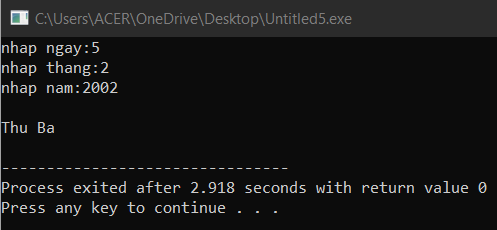 C:\Users\ACER\OneDrive\Desktop\Untitled5.exe
nhap ngay:5
nhap thang:2
nhap nam:2002
Thu Ba
--------------------------------
Process exited after 2.918 seconds with return value 0
Press any key to continue . . .